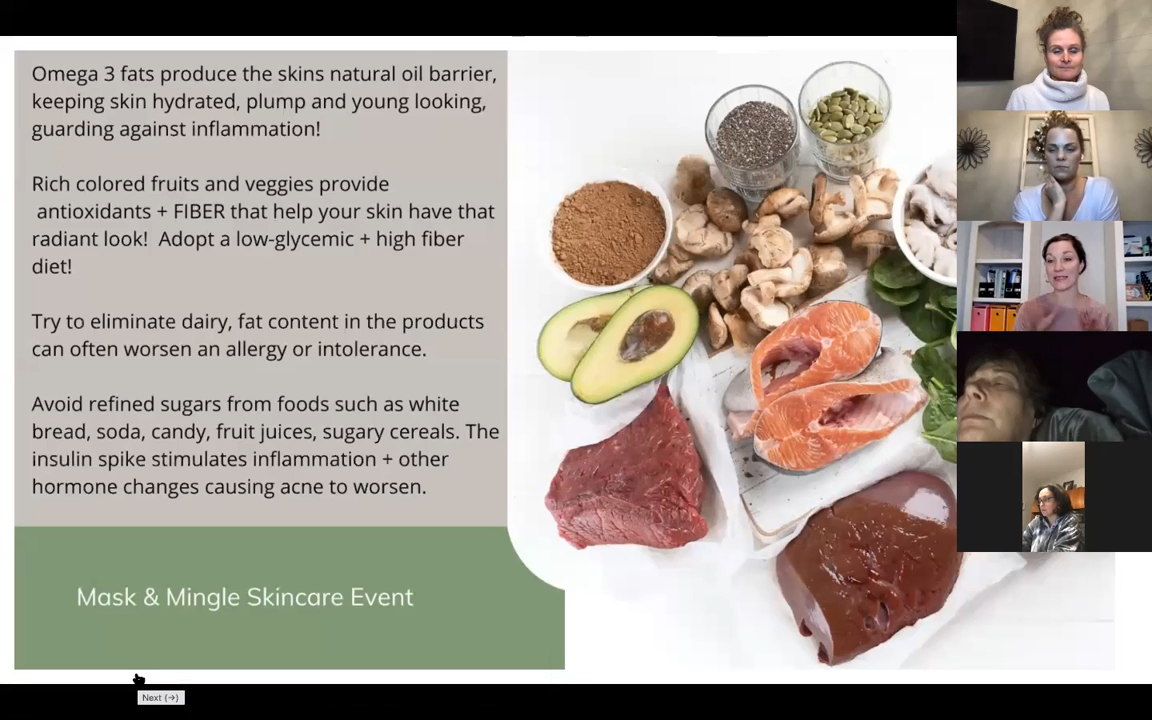 Omega 3 fats produce the skins natural oil barrier,
keeping skin hydrated, plump and young looking,
guarding against inflammation!
Rich colored fruits and veggies provide
antioxidants + FIBER that help your skin have that
radiant look!  Adopt a low-glycemic + high fiber
diet!
Try to eliminate dairy, fat content in the products
can often worsen an allergy or intolerance.
Avoid refined sugars from foods such as white
bread, soda, candy, fruit juices, sugary cereals. The
insulin spike stimulates inflammation + other
hormone changes causing acne to worsen.
Mask & Mingle Skincare Event
Next (→)